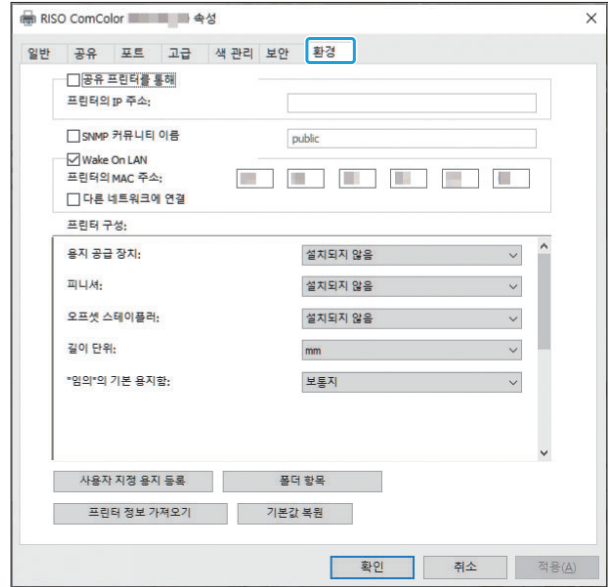 RISO ComColor 속성
일반 공유 포트 고급 색 관리 보안 환경
공유 프린터를 통해
프린터의 IP 주소:
SNMP 커뮤니티 이름 public
Wake On LAN
프린터의 MAC 주소:
다른 네트워크에 연결
프린터 구성:
용지 공급 장치: 설치되지 않음
피니셔: 설치되지 않음
오프셋 스테이플러: 설치되지 않음
길이 단위: mm
"임의"의 기본 용지함: 보통지
사용자 지정 용지 등록 폴더 항목
프린터 정보 가져오기 기본값 복원
확인 취소 적용(A)